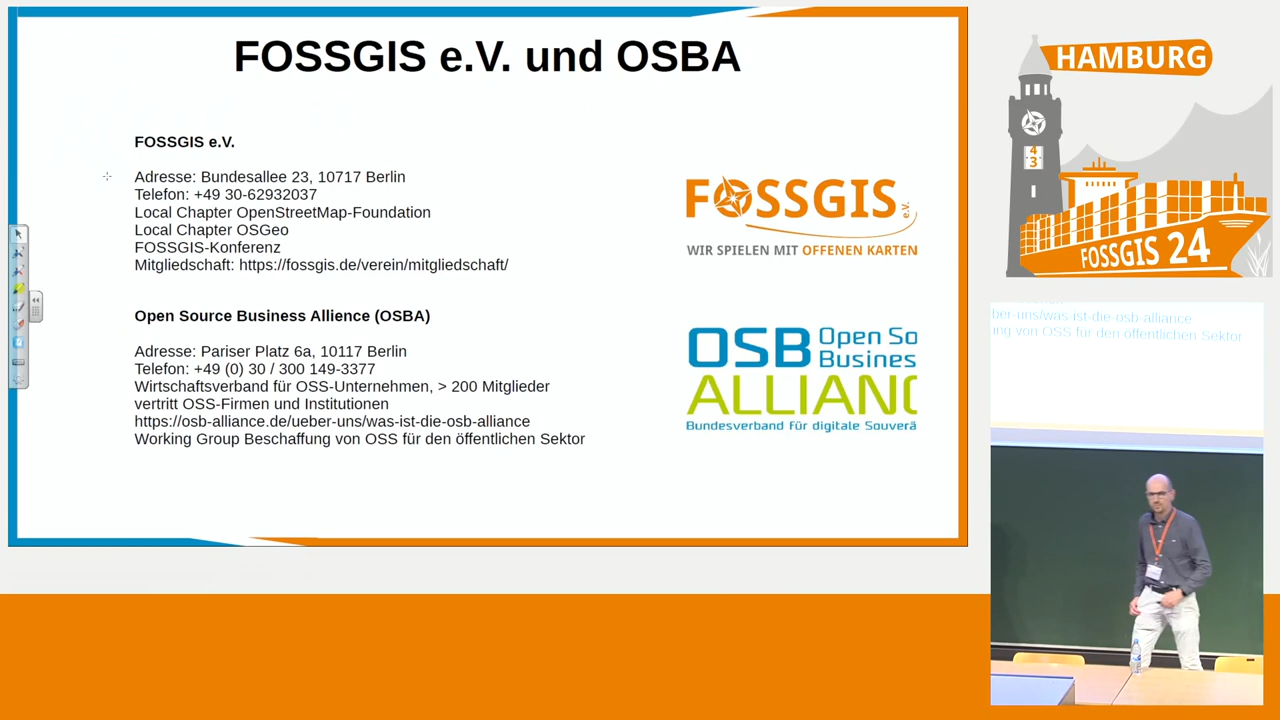 FOSSGIS e.V. und OSBA
FOSSGIS e.V.
Adresse: Bundesallee 23, 10717 Berlin
Telefon: +49 30-62932037
Local Chapter OpenStreetMap-Foundation
Local Chapter OSGeo
FOSSGIS-Konferenz
Mitgliedschaft: https://fossgis.de/verein/mitgliedschaft/
Open Source Business Alliance (OSBA)
Adresse: Pariser Platz 6a, 10117 Berlin
Telefon: +49 (0) 30 / 300 149-3377
Wirtschaftsverband für OSS-Unternehmen, > 200 Mitglieder
vertritt OSS-Firmen und Institutionen
https://osb-alliance.de/ueber-uns/was-ist-die-osb-alliance
Working Group Beschaffung von OSS für den öffentlichen Sektor
FOSSGIS e.V.
WIR SPIELEN MIT OFFENEN KARTEN
OSB Open So
Busines
ALLIANC
Bundesverband für digitale Souverä
HAMBURG
4
3
FOSSGIS 24
ber-uns/was-ist-die-osb-alliance
ing von OSS für den öffentlichen Sektor